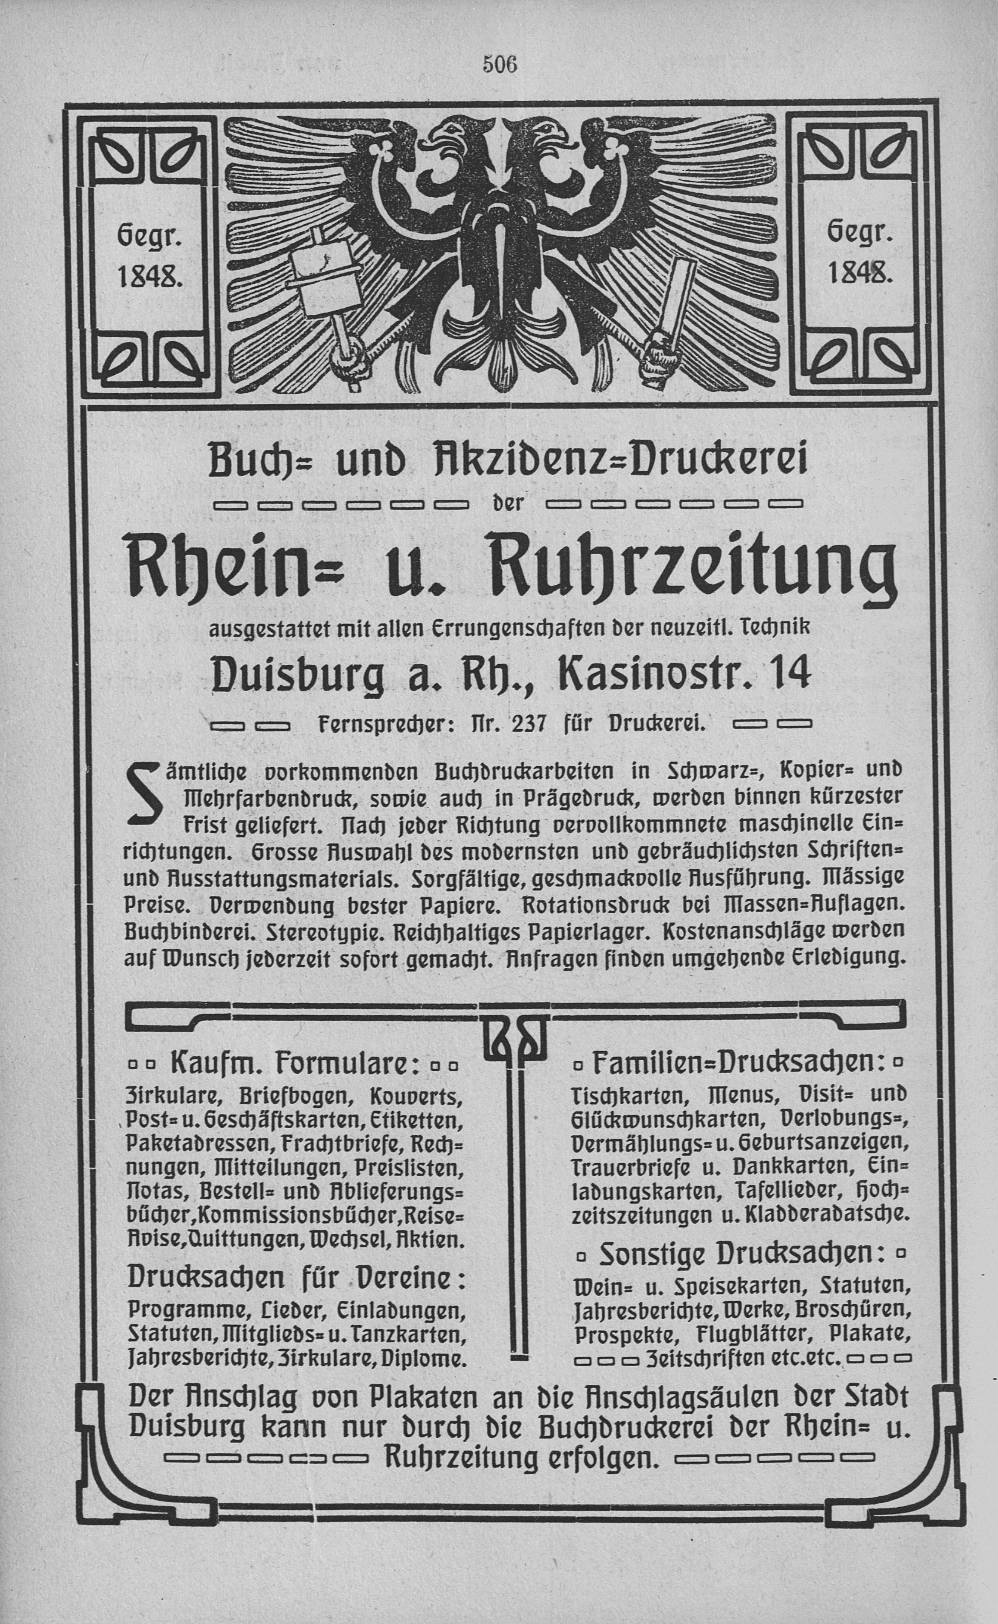 506
Gegr.
1848.
Gegr.
1848.
Buch= und Akzidenz=Druckerei
der
Rhein= u. Ruhrzeitung
ausgestattet mit allen Errungenschaften der neuzeitl. Technik
Duisburg a. Rh., Kasinostr. 14
Fernsprecher: Nr. 237 für Druckerei.
Sämtliche vorkommenden Buchdruckarbeiten in Schwarz=, Kopier= und
Mehrfarbendruck, sowie auch in Prägedruck, werden binnen kürzester
Frist geliefert. Nach jeder Richtung vervollkommnete maschinelle Ein=
richtungen. Grosse Auswahl des modernsten und gebräuchlichsten Schriften=
und Ausstattungsmaterials. Sorgfältige, geschmackvolle Ausführung. Mässige
Preise. Verwendung bester Papiere. Rotationsdruck bei Massen=Auflagen.
Buchbinderei. Stereotypie. Reichhaltiges Papierlager. Kostenanschläge werden
auf Wunsch jederzeit sofort gemacht. Anfragen finden umgehende Erledigung.
Kaufm. Formulare:
Zirkulare, Briefbogen, Kouverts,
Post= u. Geschäftskarten, Etiketten,
Paketadressen, Frachtbriefe, Rech=
nungen, Mitteilungen, Preislisten,
Notas, Bestell= und Ablieferungs=
bücher, Kommissionsbücher, Reise=
Avise, Quittungen, Wechsel, Aktien.
Drucksachen für Vereine:
Programme, Lieder, Einladungen,
Statuten, Mitglieds= u. Tanzkarten,
Jahresberichte, Zirkulare, Diplome.
Familien=Drucksachen:
Tischkarten, Menus, Visit= und
Glückwunschkarten, Verlobungs=,
Vermählungs= u. Geburtsanzeigen,
Trauerbriefe u. Dankkarten, Ein=
ladungskarten, Tafellieder, Hoch=
zeitszeitungen u. Kladderadatsche.
Sonstige Drucksachen:
Wein= u. Speisekarten, Statuten,
Jahresberichte, Werke, Broschüren,
Prospekte, Flugblätter, Plakate,
Zeitschriften etc. etc.
Der Anschlag von Plakaten an die Anschlagsäulen der Stadt
Duisburg kann nur durch die Buchdruckerei der Rhein= u.
Ruhrzeitung erfolgen.